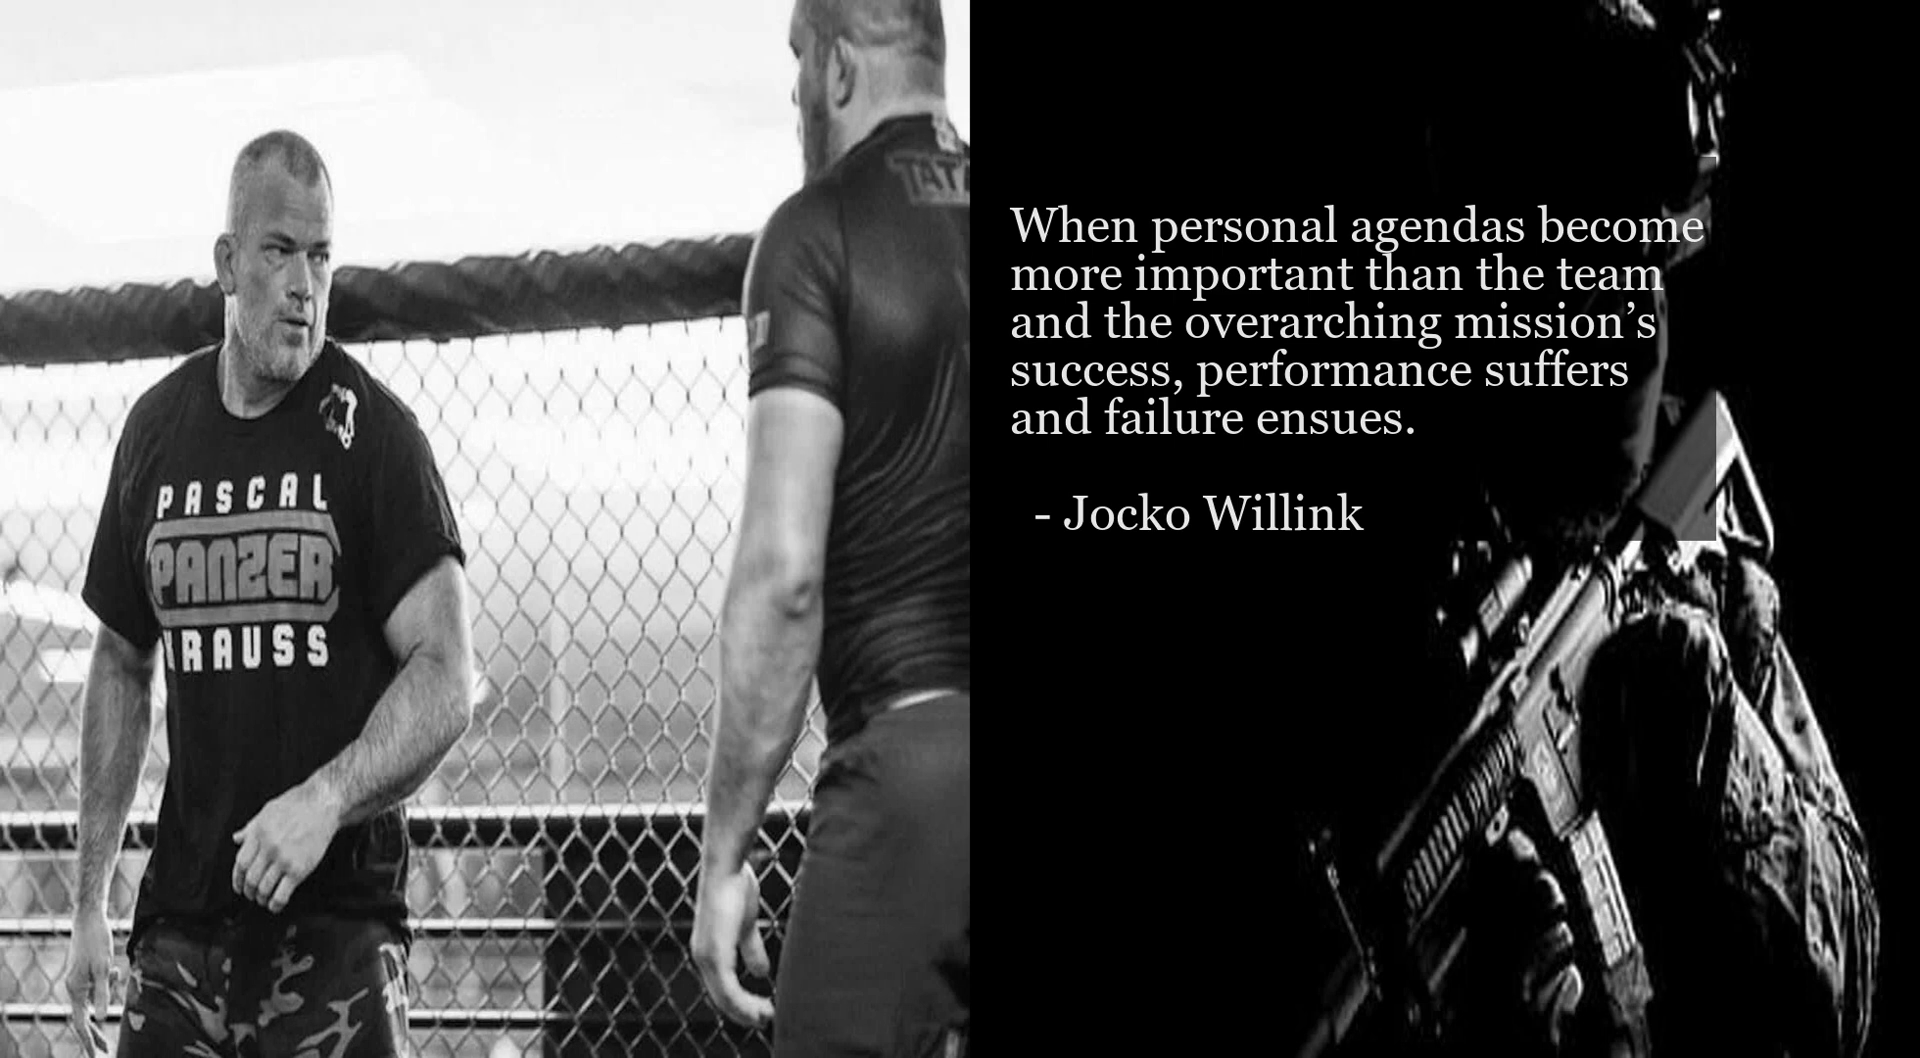 PASCAL
PANZER
KRAUSS
TAT
When personal agendas become
more important than the team
and the overarching mission’s
success, performance suffers
and failure ensues.
- Jocko Willink